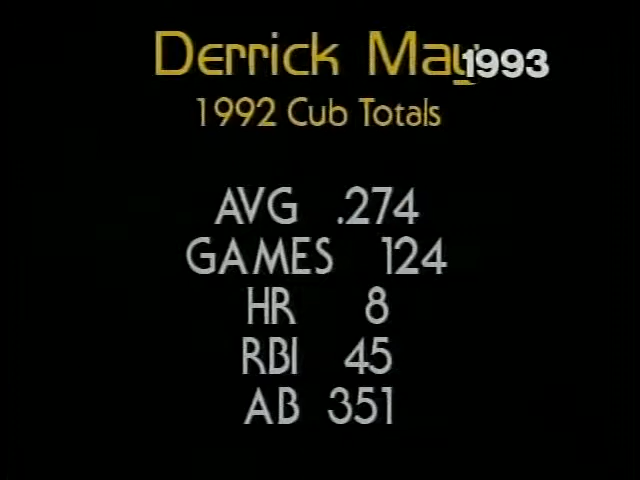 Derrick May
1993
1992 Cub Totals
AVG .274
GAMES 124
HR 8
RBI 45
AB 351